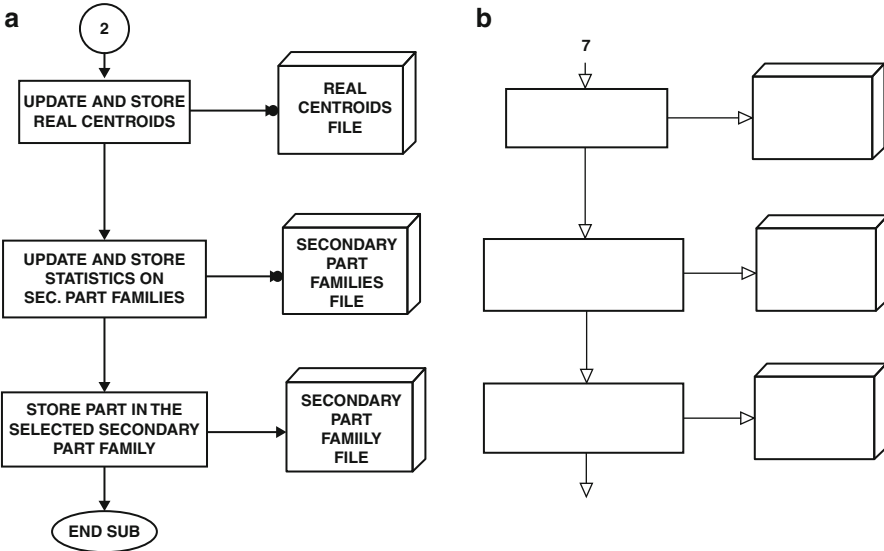 a
2
UPDATE AND STORE
REAL CENTROIDS
REAL
CENTROIDS
FILE
UPDATE AND STORE
STATISTICS ON
SEC. PART FAMILIES
SECONDARY
PART
FAMILIES
FILE
STORE PART IN THE
SELECTED SECONDARY
PART FAMILY
SECONDARY
PART
FAMIILY
FILE
END SUB
b
7